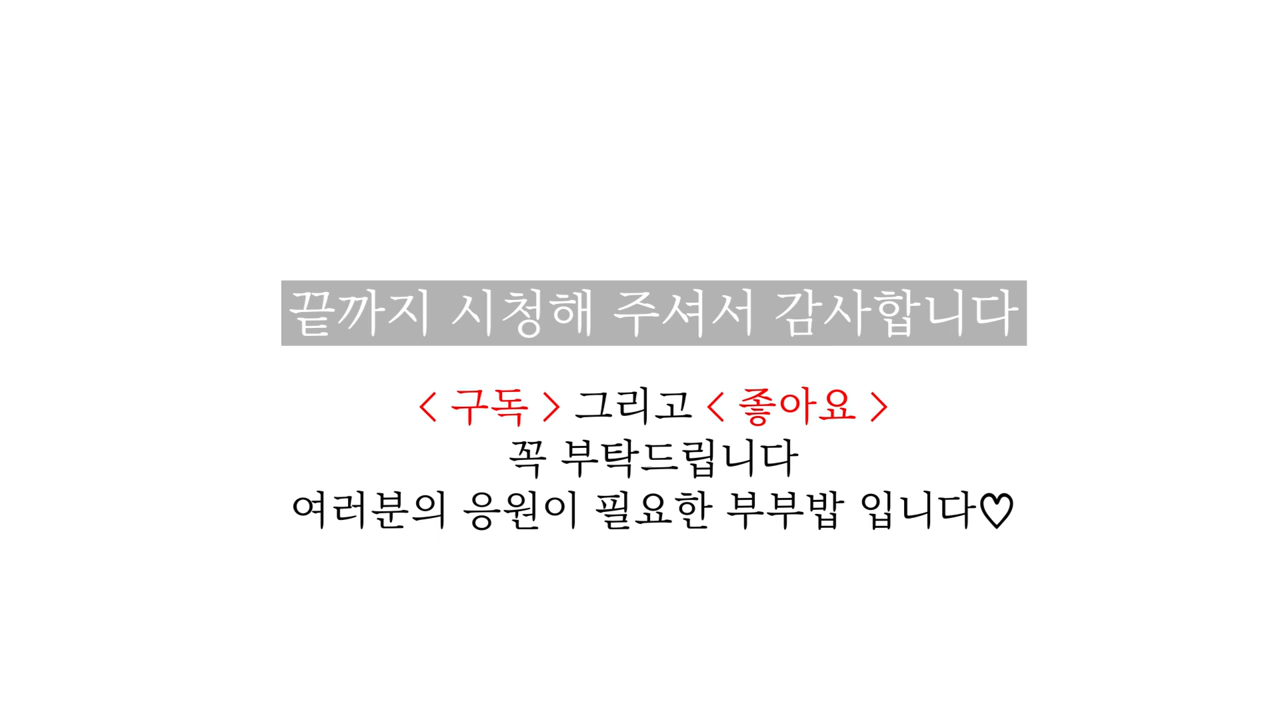 끝까지 시청해 주셔서 감사합니다
< 구독 > 그리고 < 좋아요 >
꼭 부탁드립니다
여러분의 응원이 필요한 부부밥 입니다♡